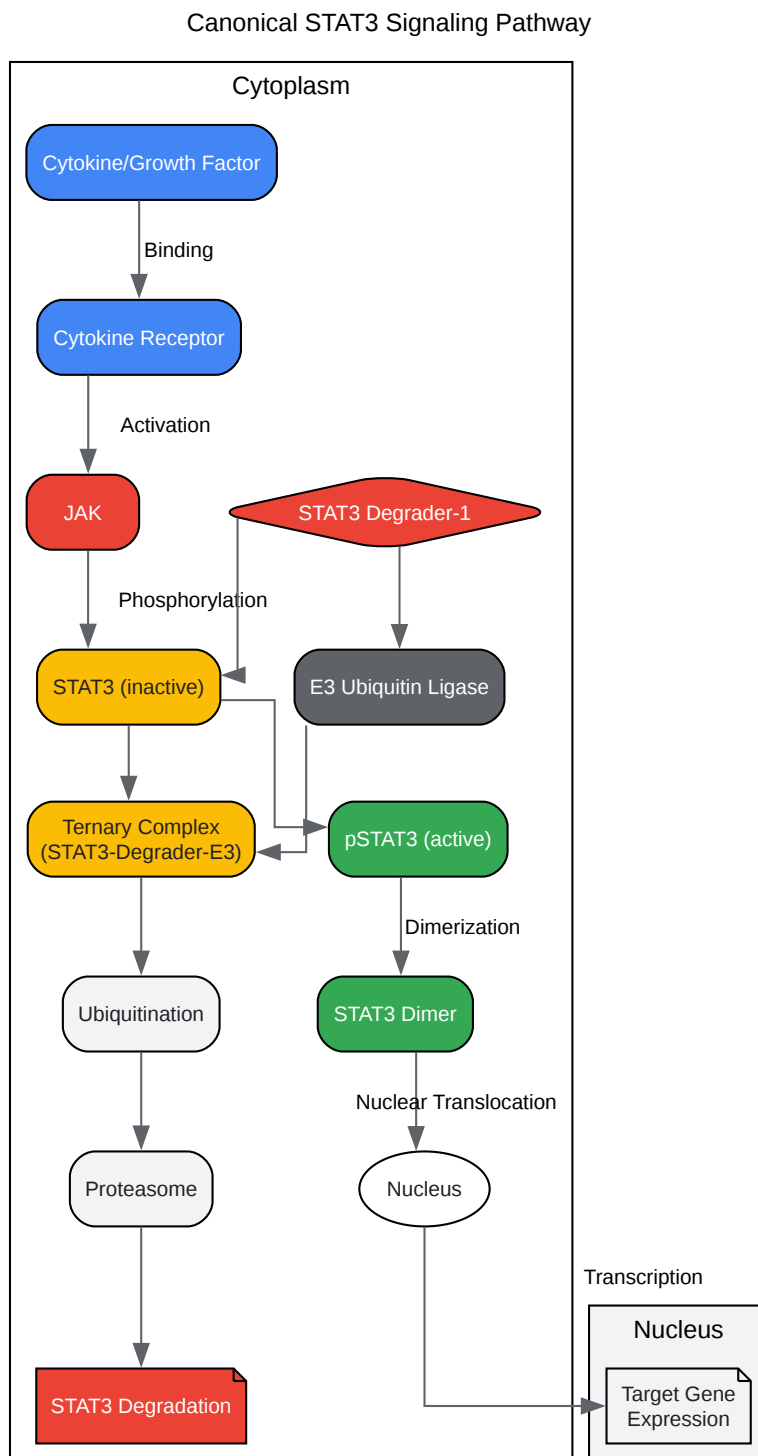 Canonical STAT3 Signaling Pathway
Cytoplasm
Cytokine/Growth Factor
Binding
Cytokine Receptor
Activation
JAK
STAT3 Degrader-1
Phosphorylation
STAT3 (inactive)
E3 Ubiquitin Ligase
Ternary Complex
(STAT3-Degrader-E3)
pSTAT3 (active)
Dimerization
Ubiquitination
STAT3 Dimer
Nuclear Translocation
Proteasome
Nucleus
Transcription
Nucleus
STAT3 Degradation
Target Gene
Expression